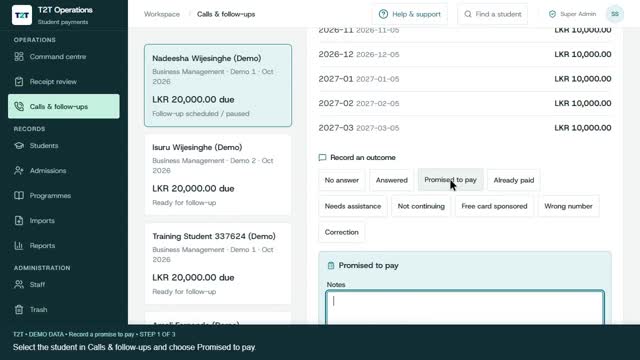 T2T
T2T Operations
Student payments
OPERATIONS
Command centre
Receipt review
Calls & follow-ups
RECORDS
Students
Admissions
Programmes
Imports
Reports
ADMINISTRATION
Staff
Trash
Workspace / Calls & follow-ups
Help & support
Find a student
Super Admin
SS
Nadeesha Wijesinghe (Demo)
Business Management · Demo 1 · Oct
2026
LKR 20,000.00 due
Follow-up scheduled / paused
Isuru Wijesinghe (Demo)
Business Management · Demo 2 · Oct
2026
LKR 20,000.00 due
Ready for follow-up
Training Student 337624 (Demo)
Business Management · Demo 1 · Oct
2026
LKR 20,000.00 due
Ready for follow-up
2026-11 2026-11-05 LKR 10,000.00
2026-12 2026-12-05 LKR 10,000.00
2027-01 2027-01-05 LKR 10,000.00
2027-02 2027-02-05 LKR 10,000.00
2027-03 2027-03-05 LKR 10,000.00
Record an outcome
No answer
Answered
Promised to pay
Already paid
Needs assistance
Not continuing
Free card sponsored
Wrong number
Correction
Promised to pay
Notes
T2T • DEMO DATA • Record a promise to pay • STEP 1 OF 3
Select the student in Calls & follow-ups and choose Promised to pay.